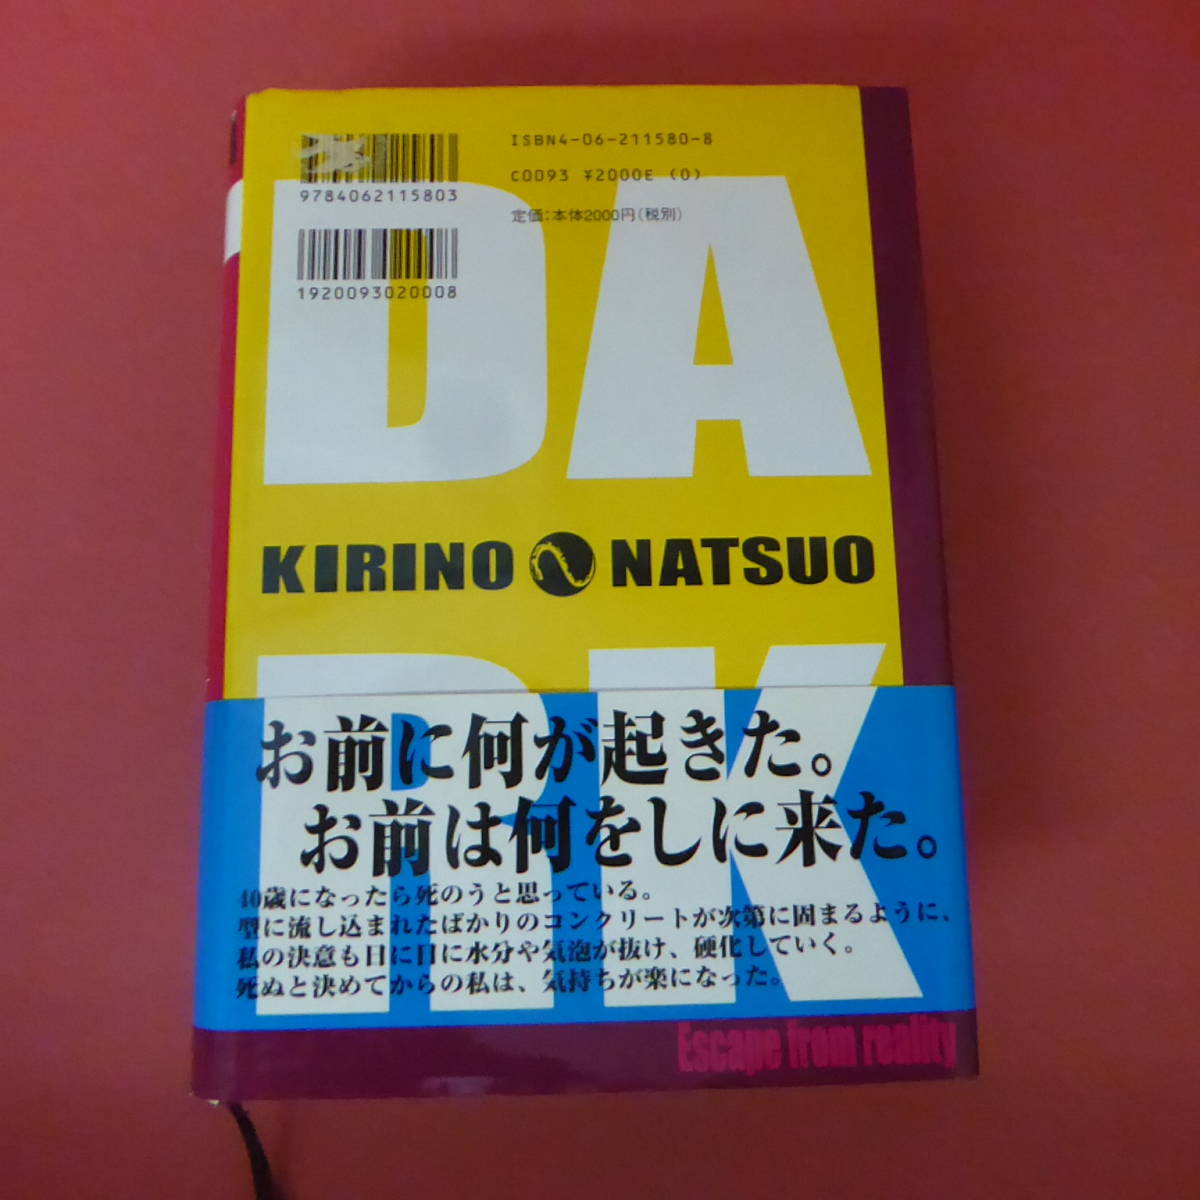 9784062115803
ISBN4-06-211580-8
C0093 ¥2000E (0)
定価:本体2000円(税別)
1920093020008
DA
KIRINO NATSUO
RK
お前に何が起きた。
お前は何をしに来た。
40歳になったら死のうと思っている。
型に流し込まれたばかりのコンクリートが次第に固まるように、
私の決意も日に日に水分や気泡が抜け、硬化していく。
死ぬと決めてからの私は、気持ちが楽になった。
Escape from reality